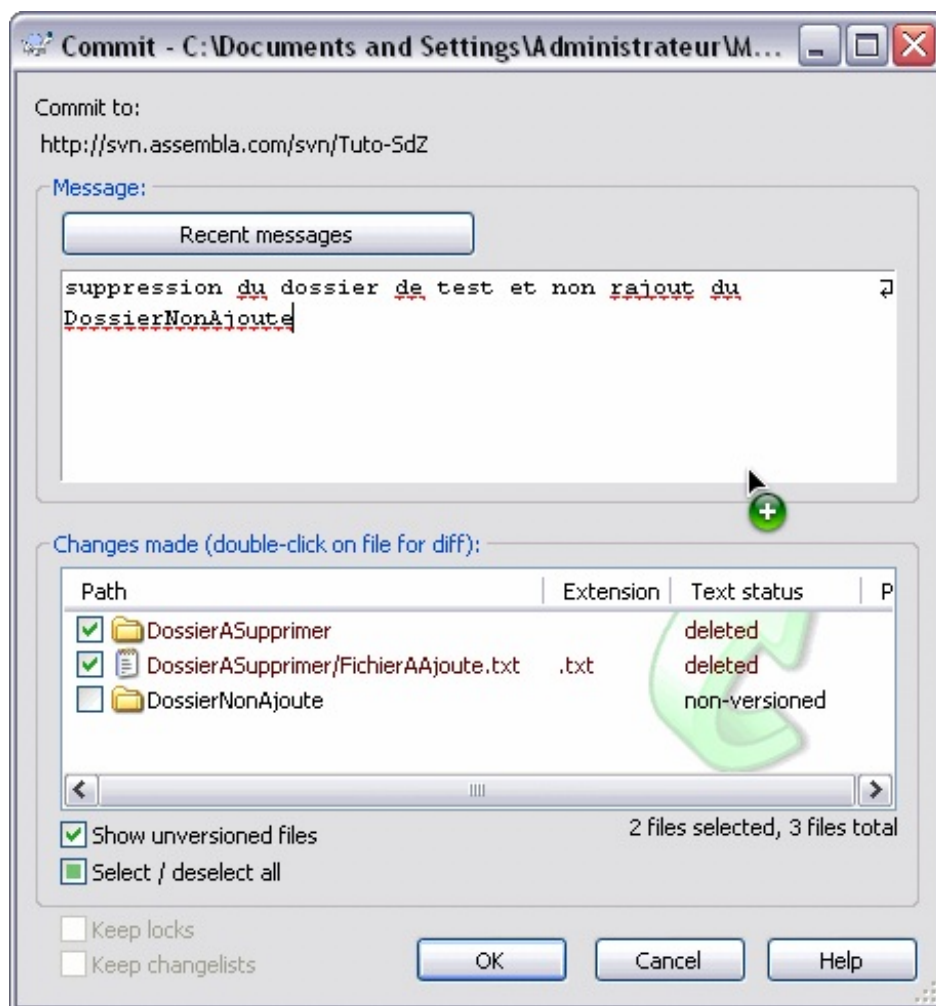 Commit - C:\Documents and Settings\Administrateur\M...
Commit to:
http://svn.assembla.com/svn/Tuto-SdZ
Message:
Recent messages
suppression du dossier de test et non rajout du
DossierNonAjoute
Changes made (double-click on file for diff):
Path Extension Text status P
DossierASupprimer deleted
DossierASupprimer/FichierAAjoute.txt .txt deleted
DossierNonAjoute non-versioned
Show unversioned files 2 files selected, 3 files total
Select / deselect all
Keep locks
Keep changelists OK Cancel Help